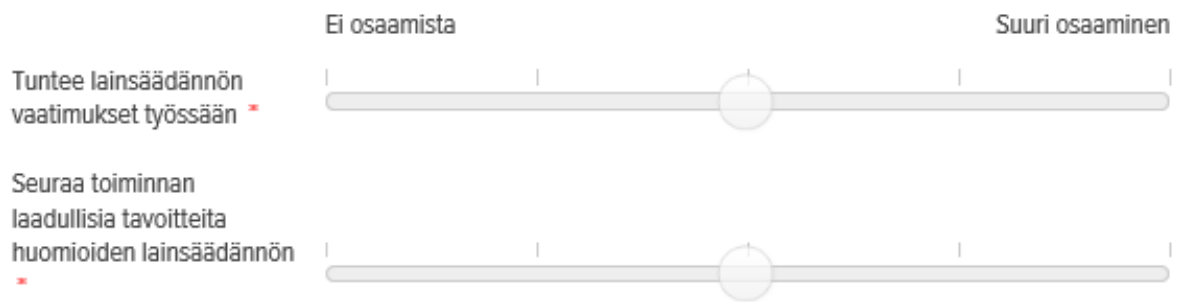 Ei osaamista
Suuri osaaminen
Tuntee lainsäädännön
vaatimukset työssään *
Seuraa toiminnan
laadullisia tavoitteita
huomioiden lainsäädännön
*